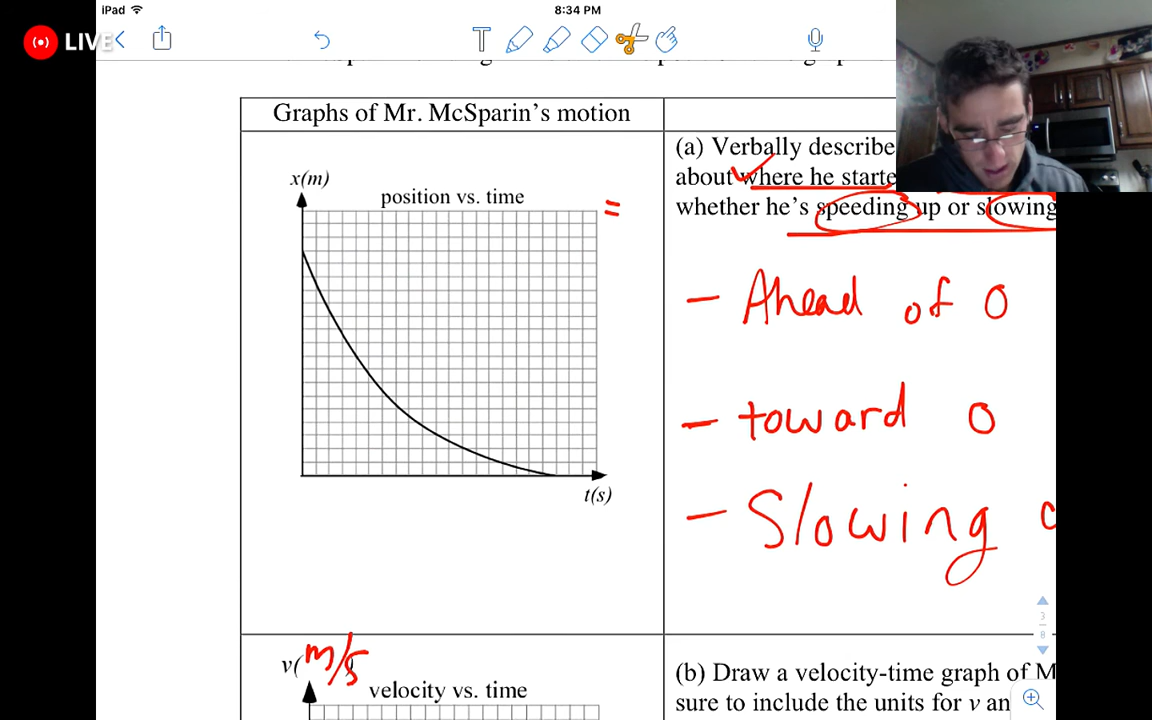 iPad
8:34 PM
LIVE
T
Graphs of Mr. McSparin's motion
x(m)
position vs. time
=
t(s)
(a) Verbally describe
about where he starte
whether he's speeding up or slowing
- Ahead of 0
- toward 0
- Slowing
3
8
v(m/s)
velocity vs. time
(b) Draw a velocity-time graph of M
sure to include the units for v an